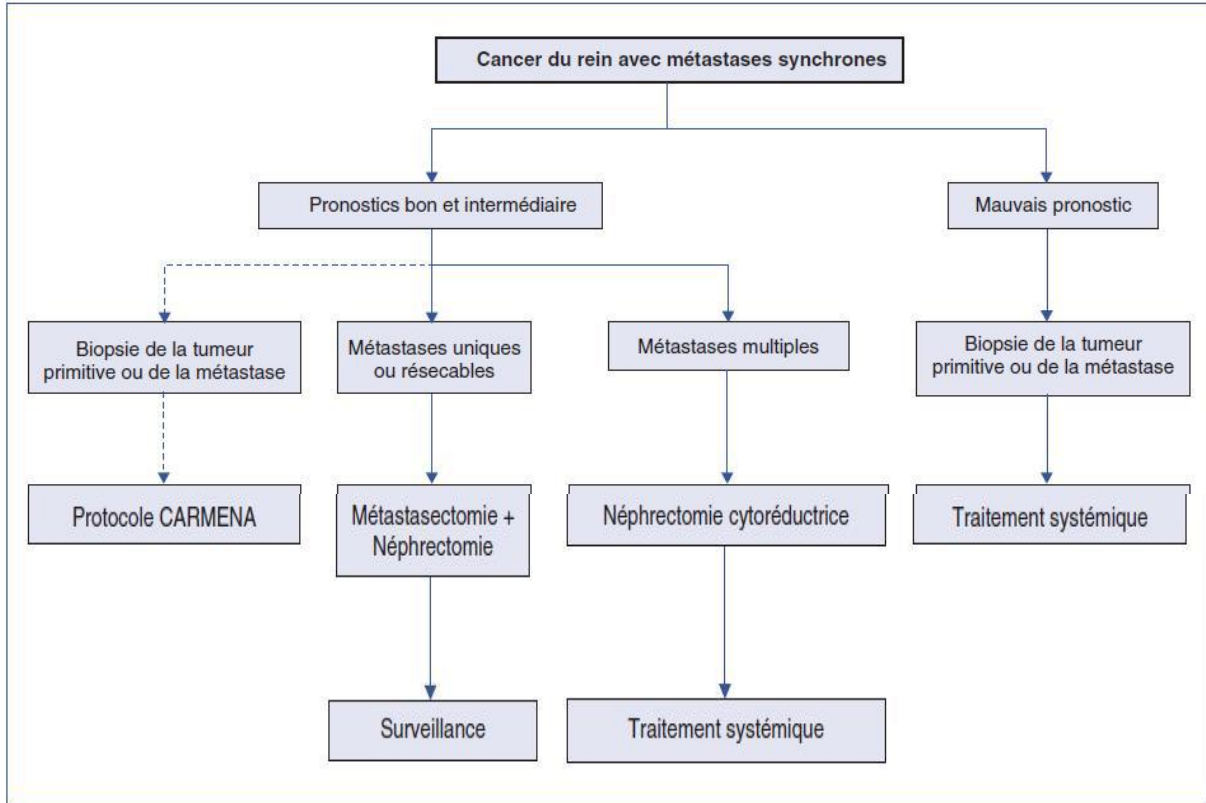 Cancer du rein avec métastases synchrones
Pronostics bon et intermédiaire
Mauvais pronostic
Biopsie de la tumeur
primitive ou de la métastase
Métastases uniques
ou résecables
Métastases multiples
Biopsie de la tumeur
primitive ou de la métastase
Protocole CARMENA
Métastasectomie +
Néphrectomie
Néphrectomie cytoréductrice
Traitement systémique
Surveillance
Traitement systémique